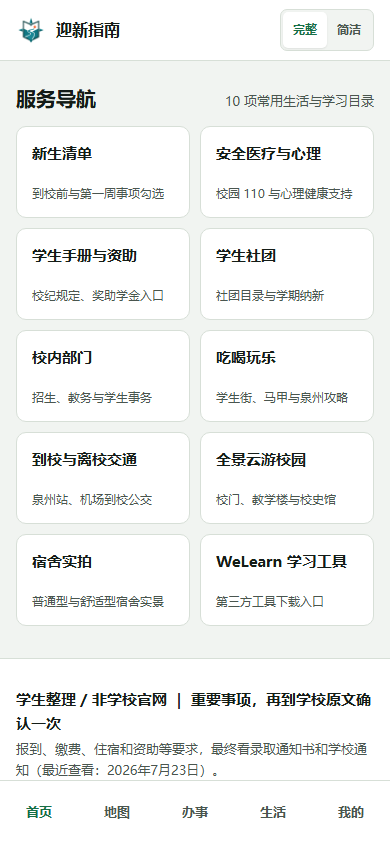 迎新指南
完整 简洁
服务导航 10 项常用生活与学习目录
新生清单
到校前与第一周事项勾选
安全医疗与心理
校园 110 与心理健康支持
学生手册与资助
校纪规定、奖助学金入口
学生社团
社团目录与学期纳新
校内部门
招生、教务与学生事务
吃喝玩乐
学生街、马甲与泉州攻略
到校与离校交通
泉州站、机场到校公交
全景云游校园
校门、教学楼与校史馆
宿舍实拍
普通型与舒适型宿舍实景
WeLearn 学习工具
第三方工具下载入口
学生整理 / 非学校官网 ｜ 重要事项，再到学校原文确
认一次
报到、缴费、住宿和资助等要求，最终看录取通知书和学校通
知（最近查看：2026年7月23日）。
首页 地图 办事 生活 我的